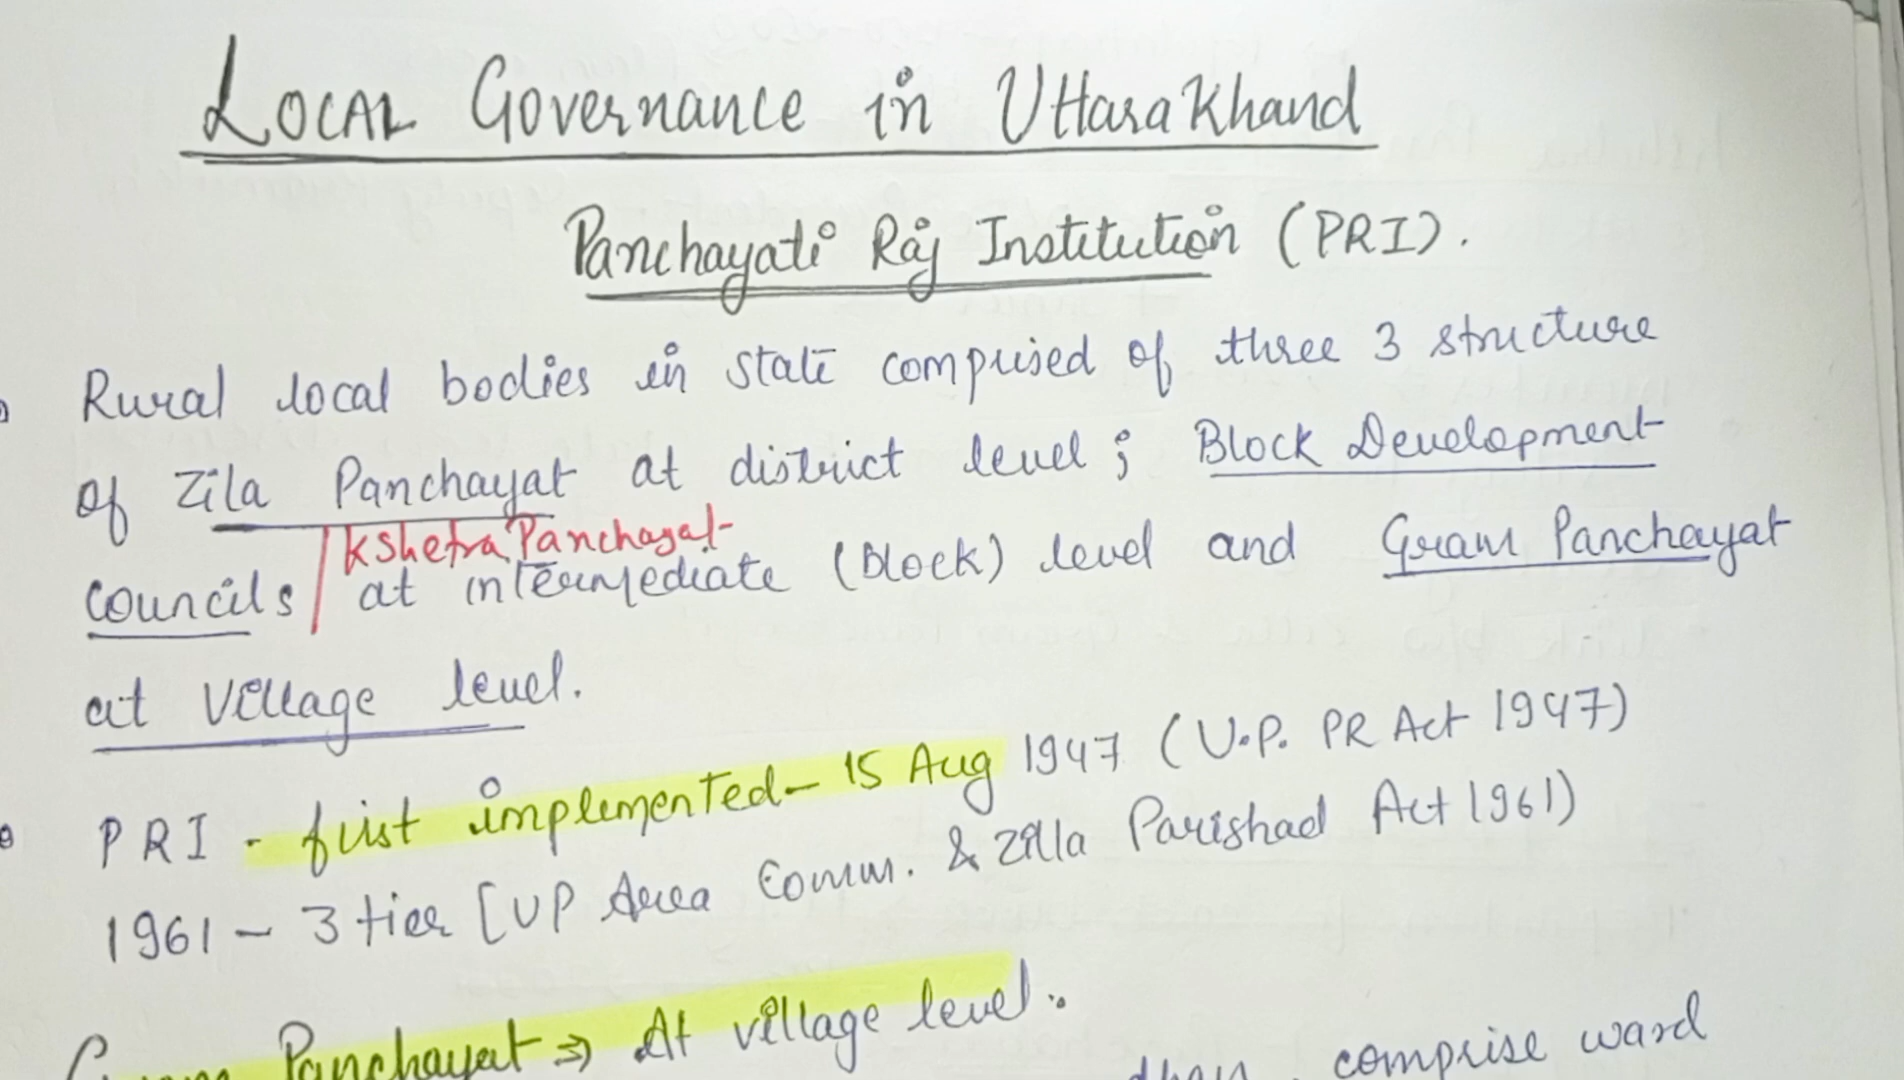 LOCAL Governance in Uttarakhand
Panchayati Raj Institution (PRI).
Rural local bodies in state comprised of three 3 structure
of Zila Panchayat at district level; Block Development
Kshetra Panchayat
Councils / at intermediate (Block) level and Gram Panchayat
at village level.
PRI - first implemented - 15 Aug 1947 (U.P. PR Act 1947)
1961 - 3 tier [UP Area Comm. & Zilla Parishad Act 1961)
Panchayat ⇒ At village level.
comprise ward